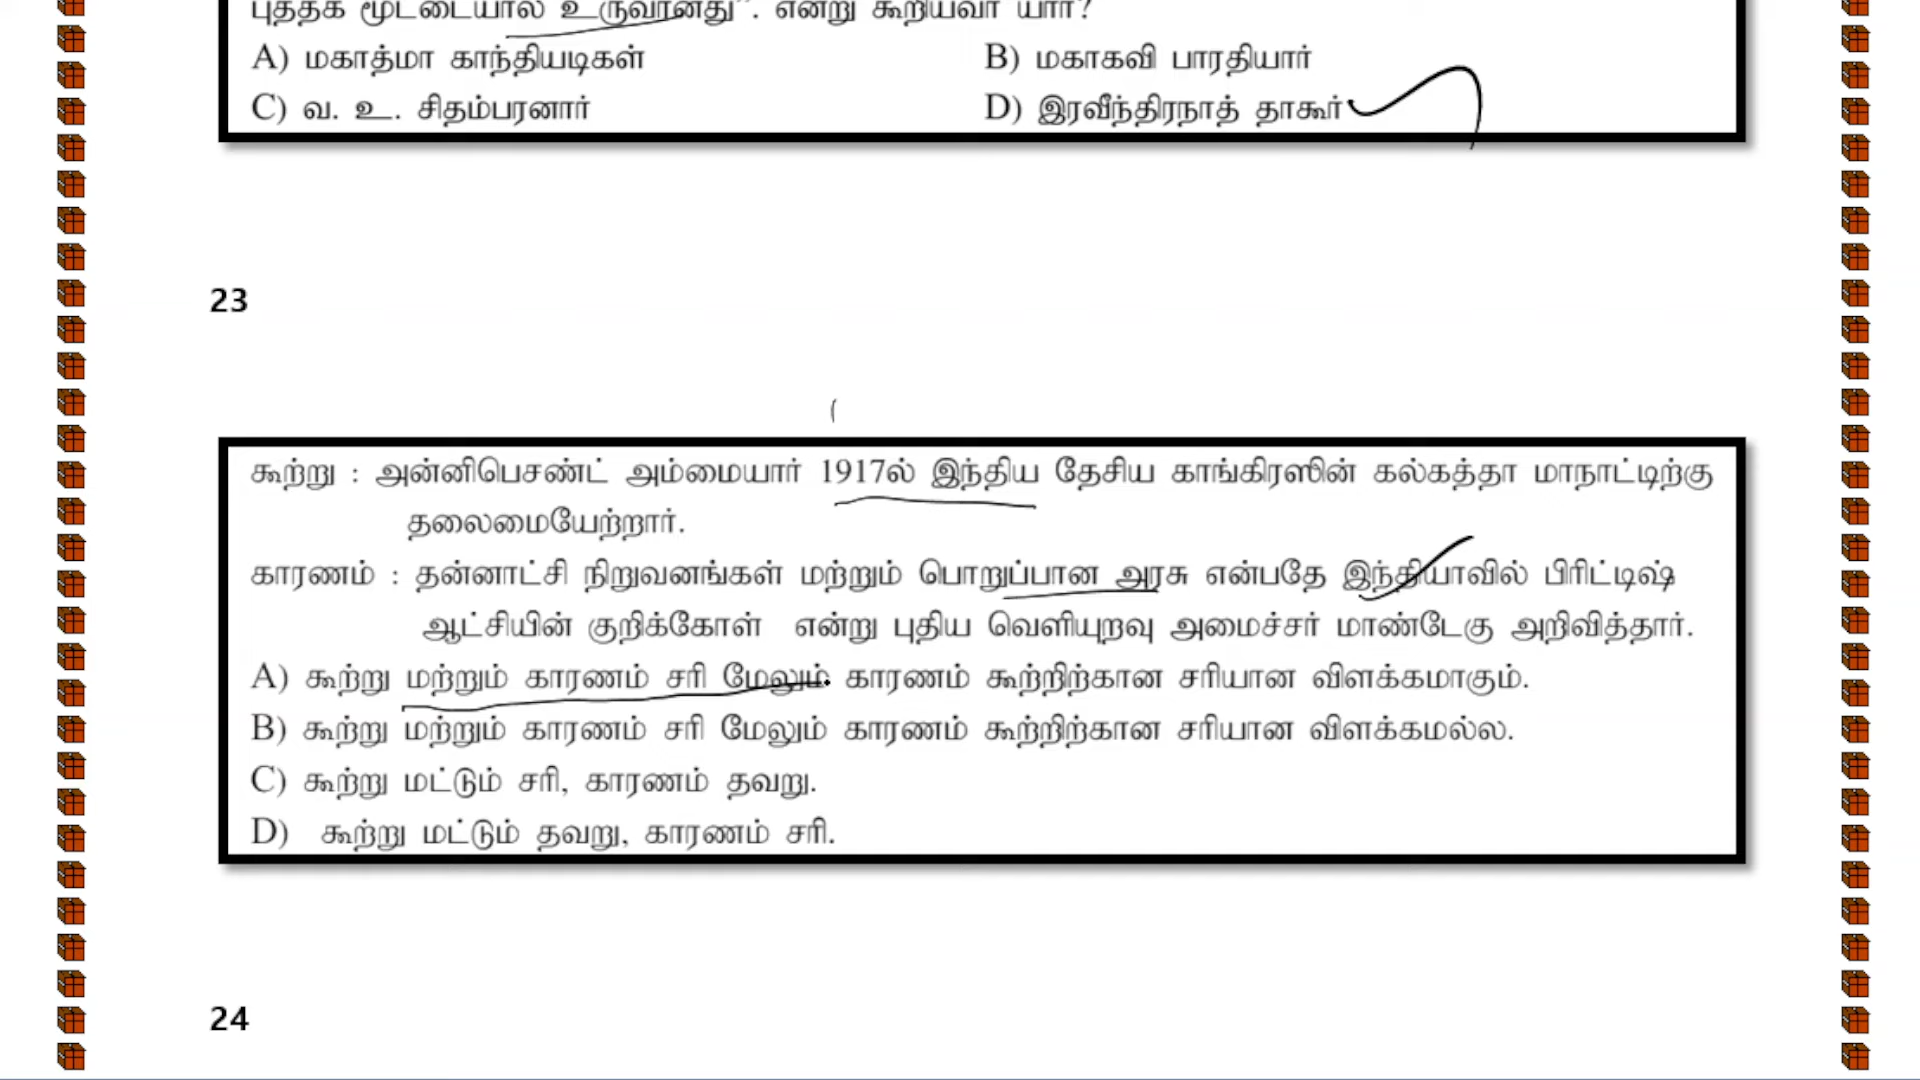 புத்தக மூட்டையால் உருவானது”. என்று கூறியவர் யார்?
A) மகாத்மா காந்தியடிகள்
B) மகாகவி பாரதியார்
C) வ. உ. சிதம்பரனார்
D) இரவீந்திரநாத் தாகூர்
23
கூற்று : அன்னிபெசண்ட் அம்மையார் 1917ல் இந்திய தேசிய காங்கிரஸின் கல்கத்தா மாநாட்டிற்கு
தலைமையேற்றார்.
காரணம் : தன்னாட்சி நிறுவனங்கள் மற்றும் பொறுப்பான அரசு என்பதே இந்தியாவில் பிரிட்டிஷ்
ஆட்சியின் குறிக்கோள் என்று புதிய வெளியுறவு அமைச்சர் மாண்டேகு அறிவித்தார்.
A) கூற்று மற்றும் காரணம் சரி மேலும் காரணம் கூற்றிற்கான சரியான விளக்கமாகும்.
B) கூற்று மற்றும் காரணம் சரி மேலும் காரணம் கூற்றிற்கான சரியான விளக்கமல்ல.
C) கூற்று மட்டும் சரி, காரணம் தவறு.
D) கூற்று மட்டும் தவறு, காரணம் சரி.
24